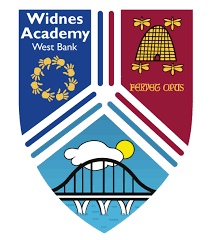 Widnes
Academy
West Bank
FERVET OPUS